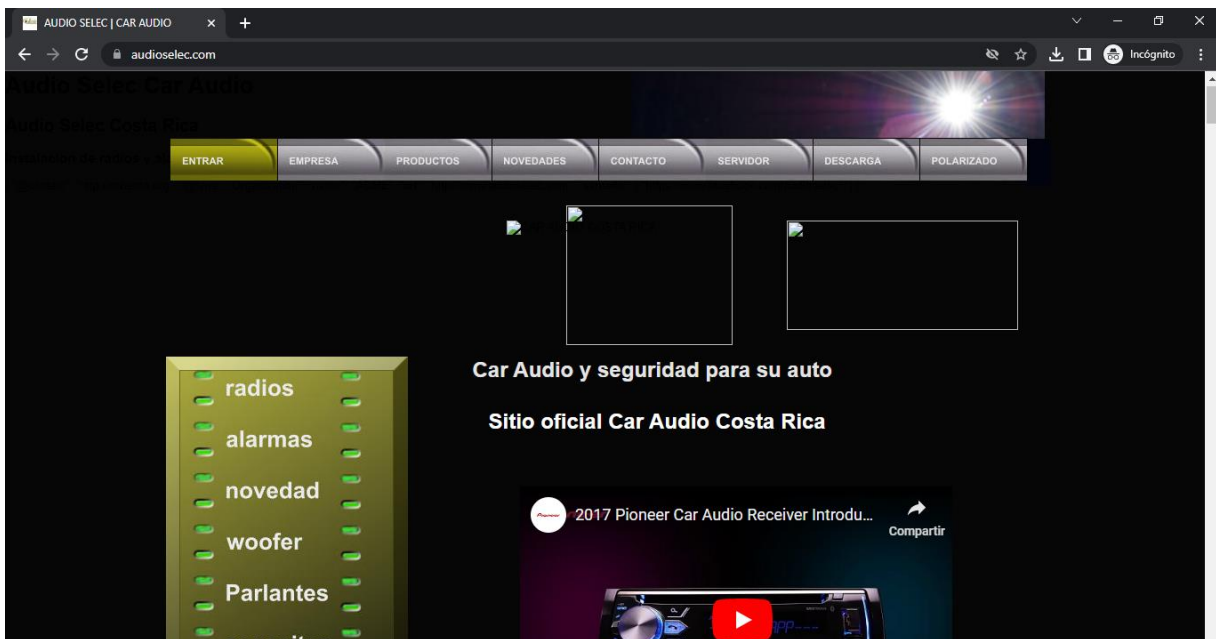 AUDIO SELEC | CAR AUDIO
audioselec.com
Incógnito
Audio Selec Car Audio
Audio Selec Costa Rica
ENTRAR EMPRESA PRODUCTOS NOVEDADES CONTACTO SERVIDOR DESCARGA POLARIZADO
Car Audio y seguridad para su auto
Sitio oficial Car Audio Costa Rica
radios
alarmas
novedad
woofer
Parlantes
2017 Pioneer Car Audio Receiver Introdu...
Compartir